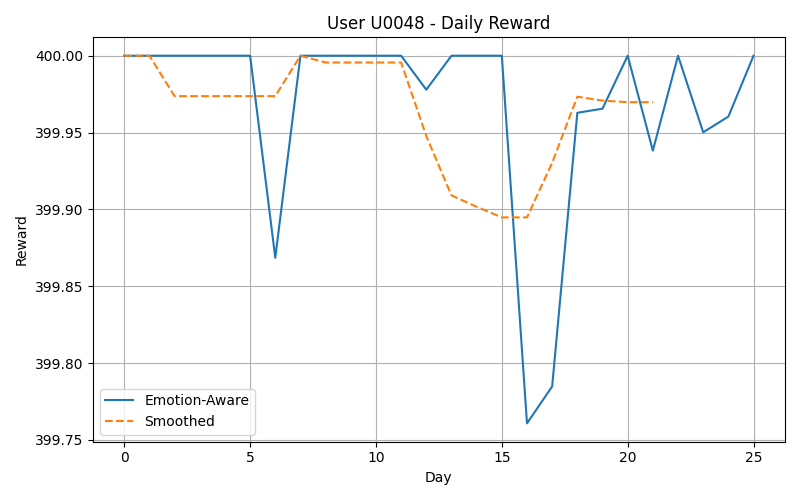 User U0048 - Daily Reward
400.00
399.95
399.90
399.85
399.80
399.75
Reward
Emotion-Aware
Smoothed
0 5 10 15 20 25
Day